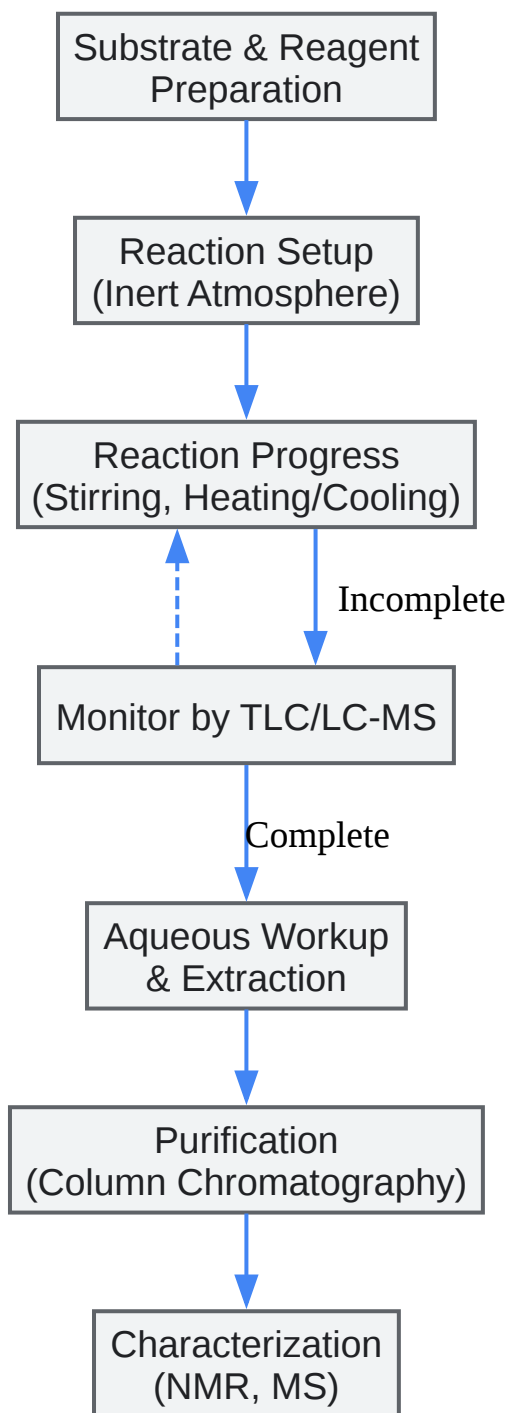 Substrate & Reagent
Preparation
Reaction Setup
(Inert Atmosphere)
Reaction Progress
(Stirring, Heating/Cooling)
Incomplete
Monitor by TLC/LC-MS
Complete
Aqueous Workup
& Extraction
Purification
(Column Chromatography)
Characterization
(NMR, MS)